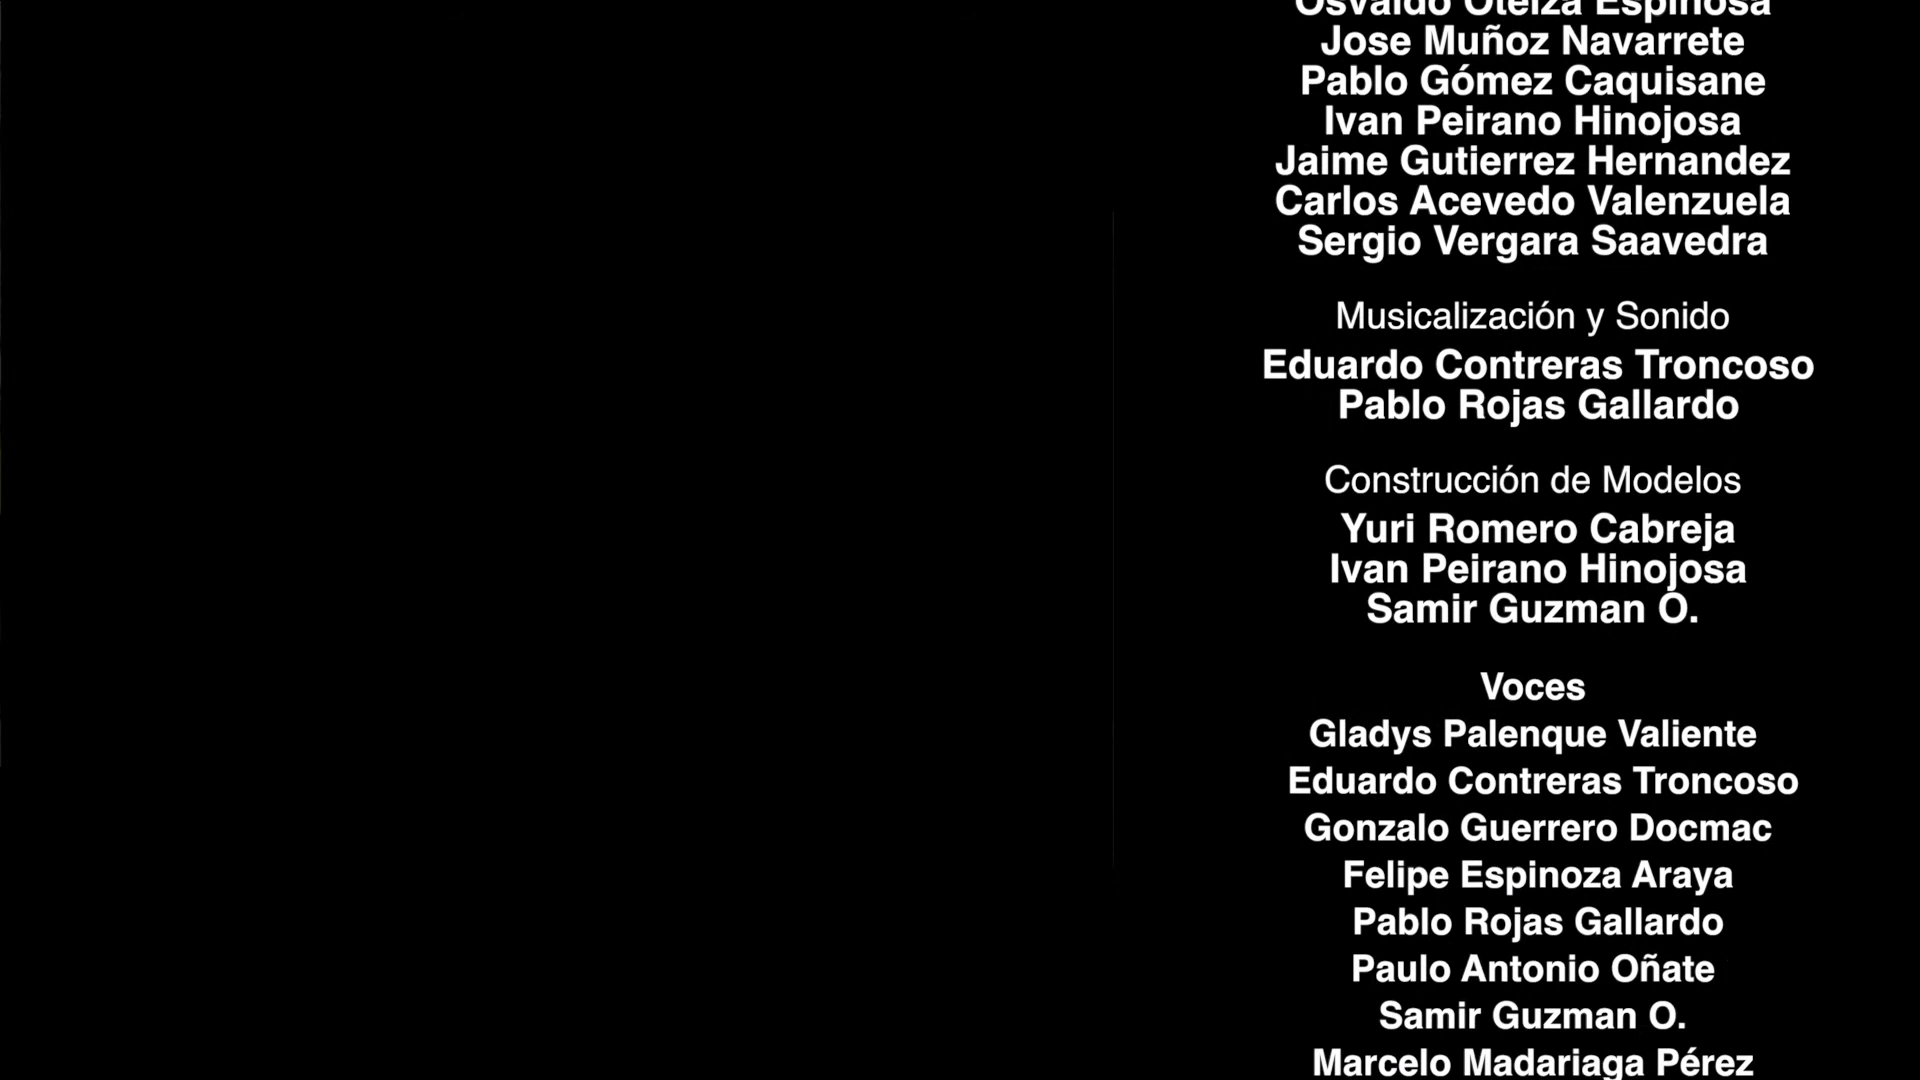 Osvaldo Oteiza Espinosa
Jose Muñoz Navarrete
Pablo Gómez Caquisane
Ivan Peirano Hinojosa
Jaime Gutierrez Hernandez
Carlos Acevedo Valenzuela
Sergio Vergara Saavedra
Musicalización y Sonido
Eduardo Contreras Troncoso
Pablo Rojas Gallardo
Construcción de Modelos
Yuri Romero Cabreja
Ivan Peirano Hinojosa
Samir Guzman O.
Voces
Gladys Palenque Valiente
Eduardo Contreras Troncoso
Gonzalo Guerrero Docmac
Felipe Espinoza Araya
Pablo Rojas Gallardo
Paulo Antonio Oñate
Samir Guzman O.
Marcelo Madariaga Pérez